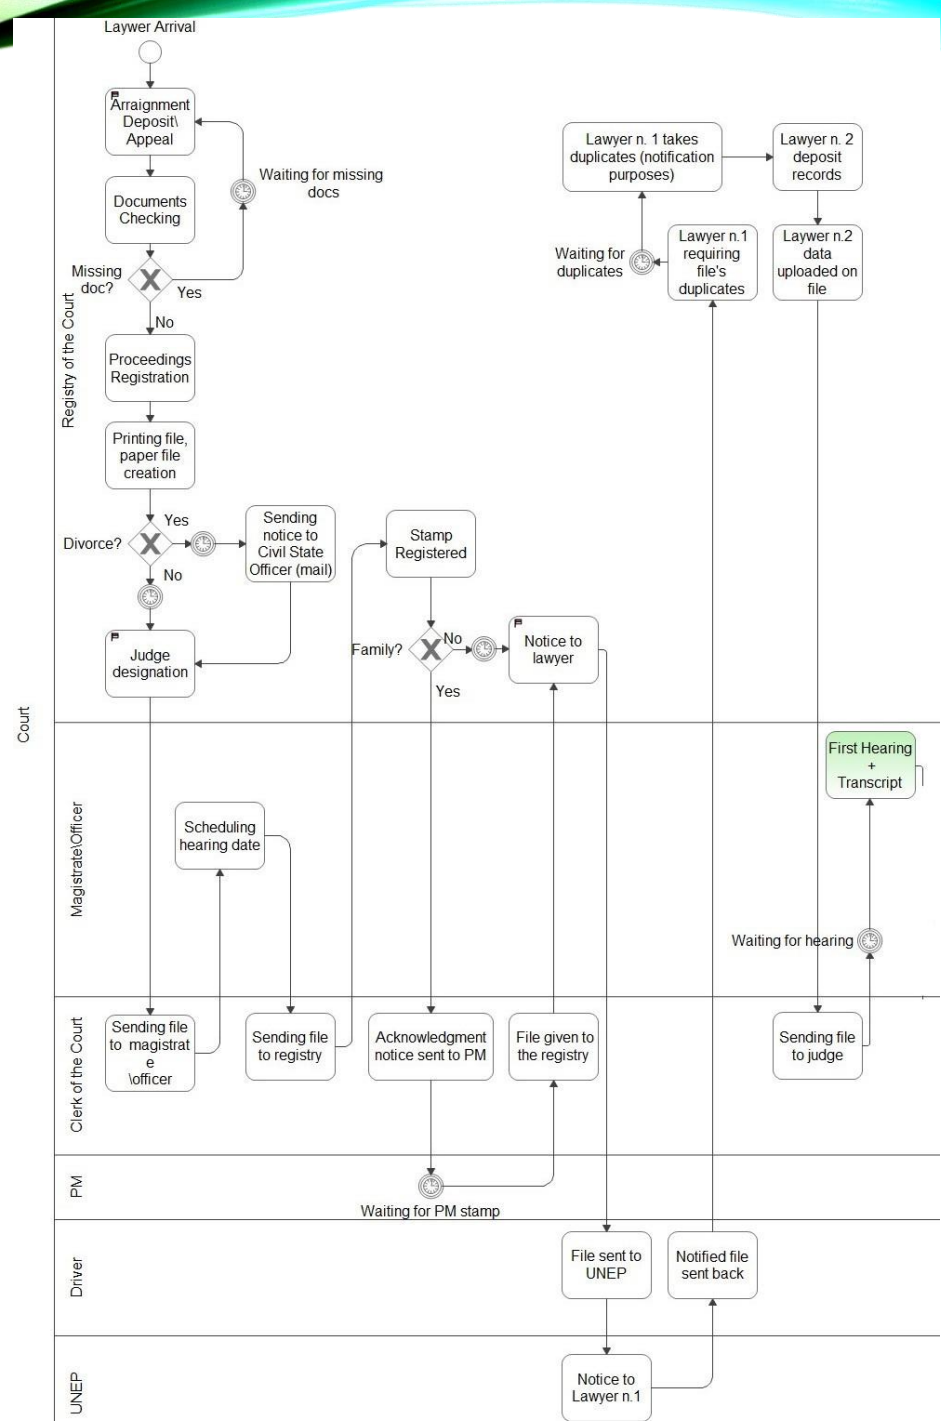 Laywer Arrival
Arraignment
Deposit\
Appeal
Waiting for missing
docs
Documents
Checking
Missing
doc?
Yes
No
Proceedings
Registration
Printing file,
paper file
creation
Divorce?
Yes
No
Sending
notice to
Civil State
Officer (mail)
Judge
designation
Stamp
Registered
Family?
No
Yes
Notice to
lawyer
Lawyer n. 1 takes
duplicates (notification
purposes)
Lawyer n. 2
deposit
records
Waiting for
duplicates
Lawyer n.1
requiring
file's
duplicates
Laywer n.2
data
uploaded on
file
Registry of the Court
Court
Magistrate\Officer
Scheduling
hearing date
First Hearing
+
Transcript
Waiting for hearing
Clerk of the Court
Sending file
to magistrat
e
\officer
Sending file
to registry
Acknowledgment
notice sent to PM
File given to
the registry
Sending file
to judge
PM
Waiting for PM stamp
Driver
File sent to
UNEP
Notified file
sent back
UNEP
Notice to
Lawyer n.1